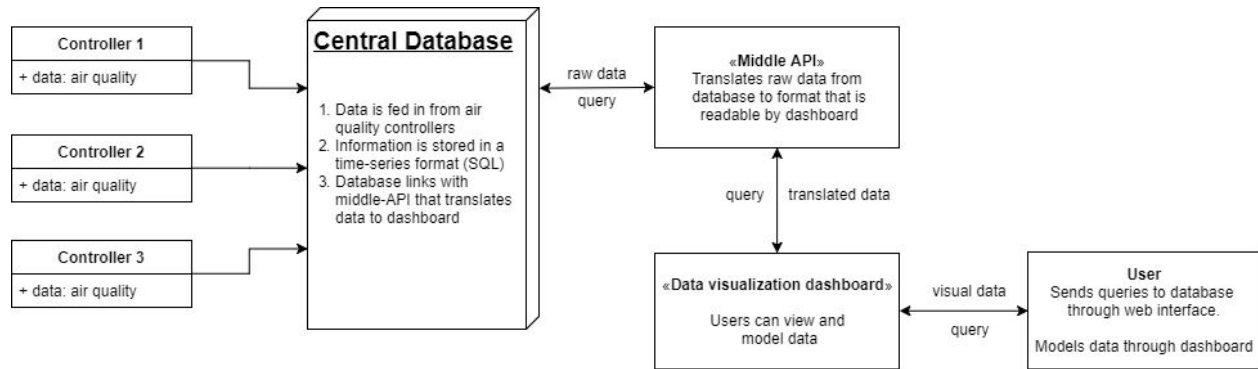 Controller 1
+ data: air quality
Controller 2
+ data: air quality
Controller 3
+ data: air quality
Central Database
1. Data is fed in from air
quality controllers
2. Information is stored in a
time-series format (SQL)
3. Database links with
middle-API that translates
data to dashboard
raw data
query
«Middle API»
Translates raw data from
database to format that is
readable by dashboard
query
translated data
«Data visualization dashboard»
Users can view and
model data
visual data
query
User
Sends queries to database
through web interface.
Models data through dashboard